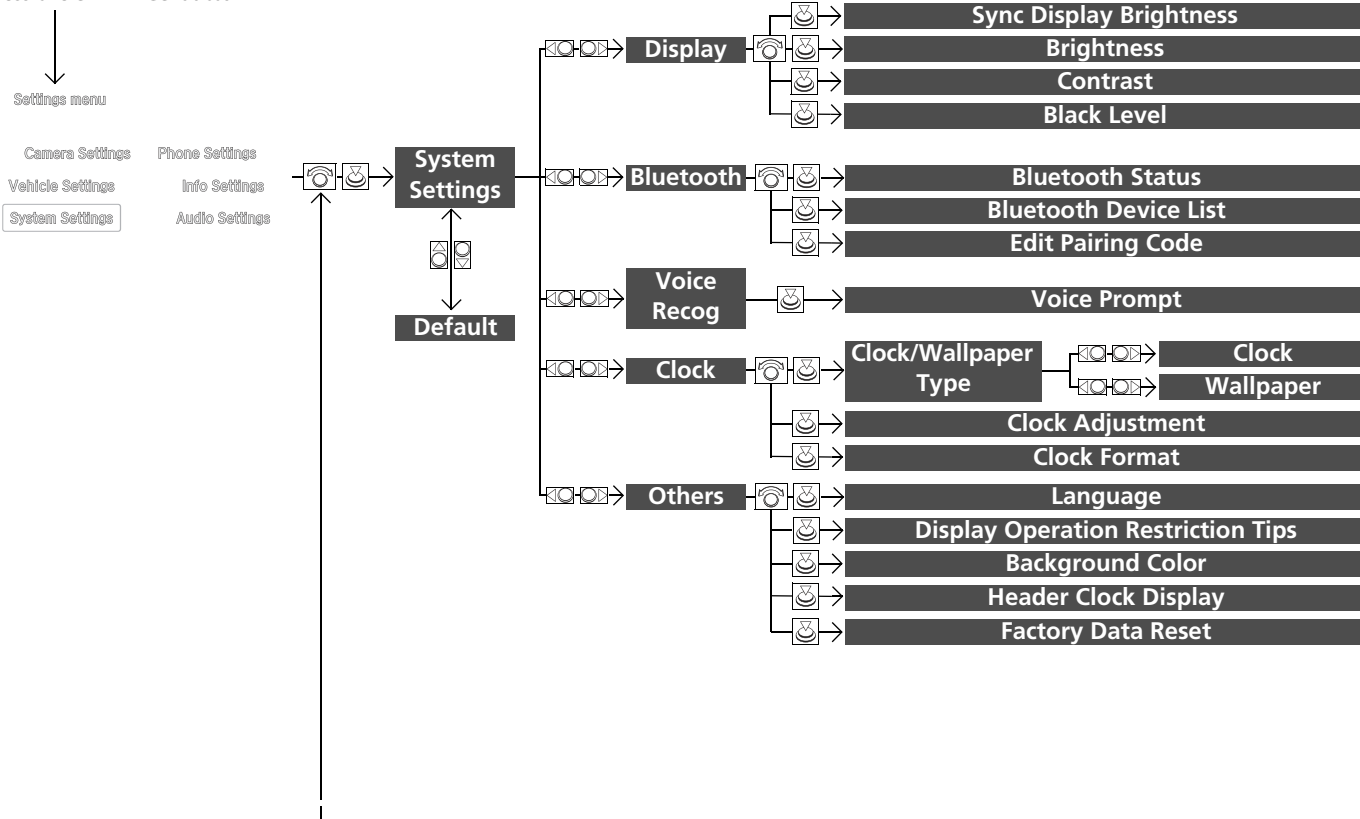 Settings menu
Camera Settings
Phone Settings
Vehicle Settings
Info Settings
System Settings
Audio Settings
System
Settings
Default
Display
Sync Display Brightness
Brightness
Contrast
Black Level
Bluetooth
Bluetooth Status
Bluetooth Device List
Edit Pairing Code
Voice
Recog
Voice Prompt
Clock
Clock/Wallpaper
Type
Clock
Wallpaper
Clock Adjustment
Clock Format
Others
Language
Display Operation Restriction Tips
Background Color
Header Clock Display
Factory Data Reset